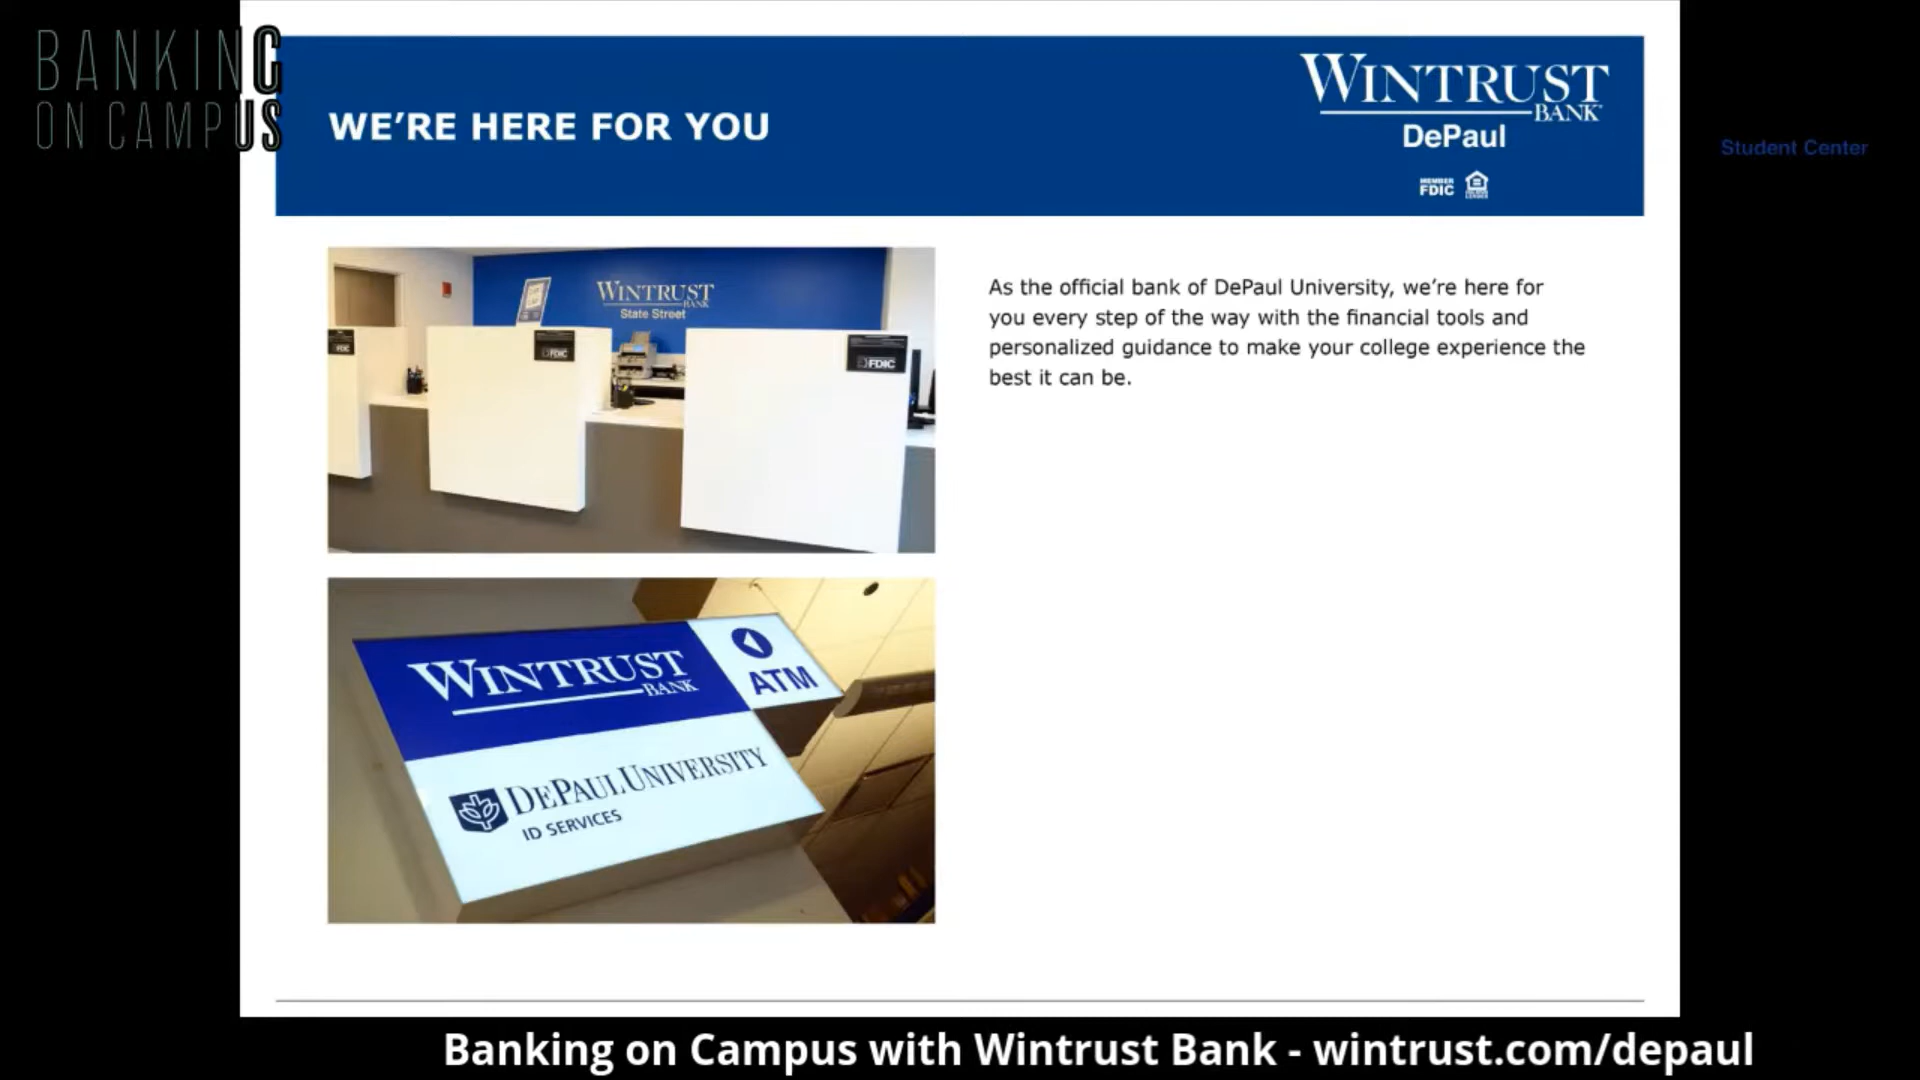 BANKING
ON CAMPUS
WE'RE HERE FOR YOU
WINTRUST
BANK
DePaul
MEMBER
FDIC
Student Center
WINTRUST
BANK
State Street
FDIC
FDIC
FDIC
As the official bank of DePaul University, we're here for
you every step of the way with the financial tools and
personalized guidance to make your college experience the
best it can be.
WINTRUST
BANK
ATM
DEPAUL UNIVERSITY
ID SERVICES
Banking on Campus with Wintrust Bank - wintrust.com/depaul